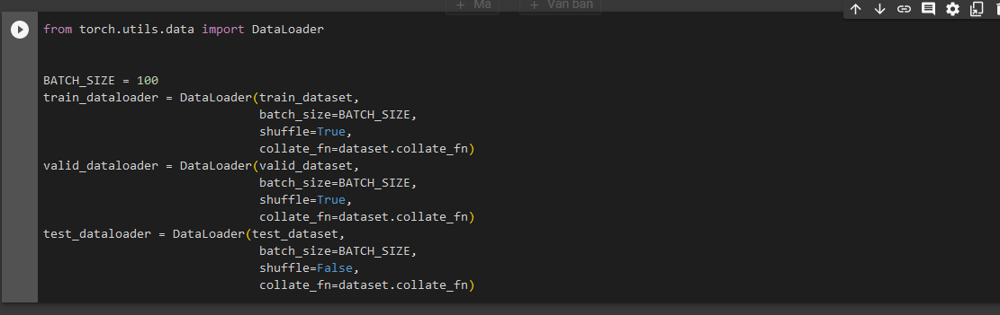 + Mã
+ Văn bản
from torch.utils.data import DataLoader
BATCH_SIZE = 100
train_dataloader = DataLoader(train_dataset,
batch_size=BATCH_SIZE,
shuffle=True,
collate_fn=dataset.collate_fn)
valid_dataloader = DataLoader(valid_dataset,
batch_size=BATCH_SIZE,
shuffle=True,
collate_fn=dataset.collate_fn)
test_dataloader = DataLoader(test_dataset,
batch_size=BATCH_SIZE,
shuffle=False,
collate_fn=dataset.collate_fn)